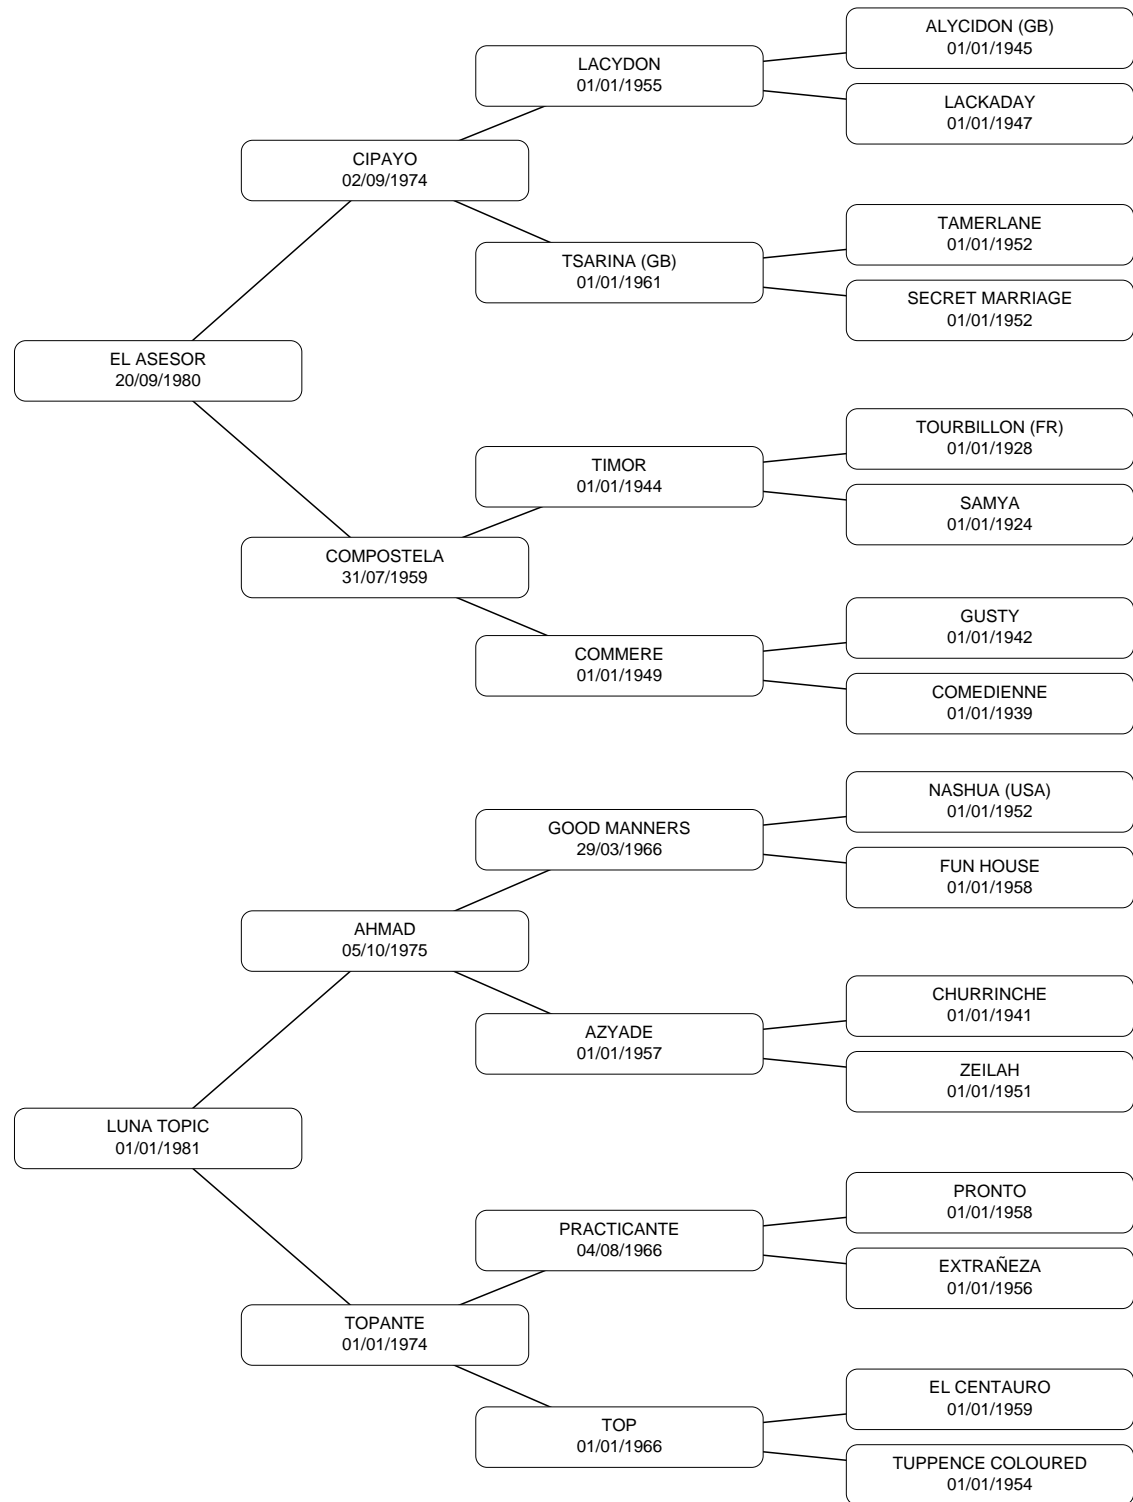 ALYCIDON (GB)
01/01/1945
LACYDON
01/01/1955
LACKADAY
01/01/1947
CIPAYO
02/09/1974
TAMERLANE
01/01/1952
TSARINA (GB)
01/01/1961
SECRET MARRIAGE
01/01/1952
EL ASESOR
20/09/1980
TOURBILLON (FR)
01/01/1928
TIMOR
01/01/1944
SAMYA
01/01/1924
COMPOSTELA
31/07/1959
GUSTY
01/01/1942
COMMERE
01/01/1949
COMEDIENNE
01/01/1939
NASHUA (USA)
01/01/1952
GOOD MANNERS
29/03/1966
FUN HOUSE
01/01/1958
AHMAD
05/10/1975
CHURRINCHE
01/01/1941
AZYADE
01/01/1957
ZEILAH
01/01/1951
LUNA TOPIC
01/01/1981
PRONTO
01/01/1958
PRACTICANTE
04/08/1966
EXTRAÑEZA
01/01/1956
TOPANTE
01/01/1974
EL CENTAURO
01/01/1959
TOP
01/01/1966
TUPPENCE COLOURED
01/01/1954